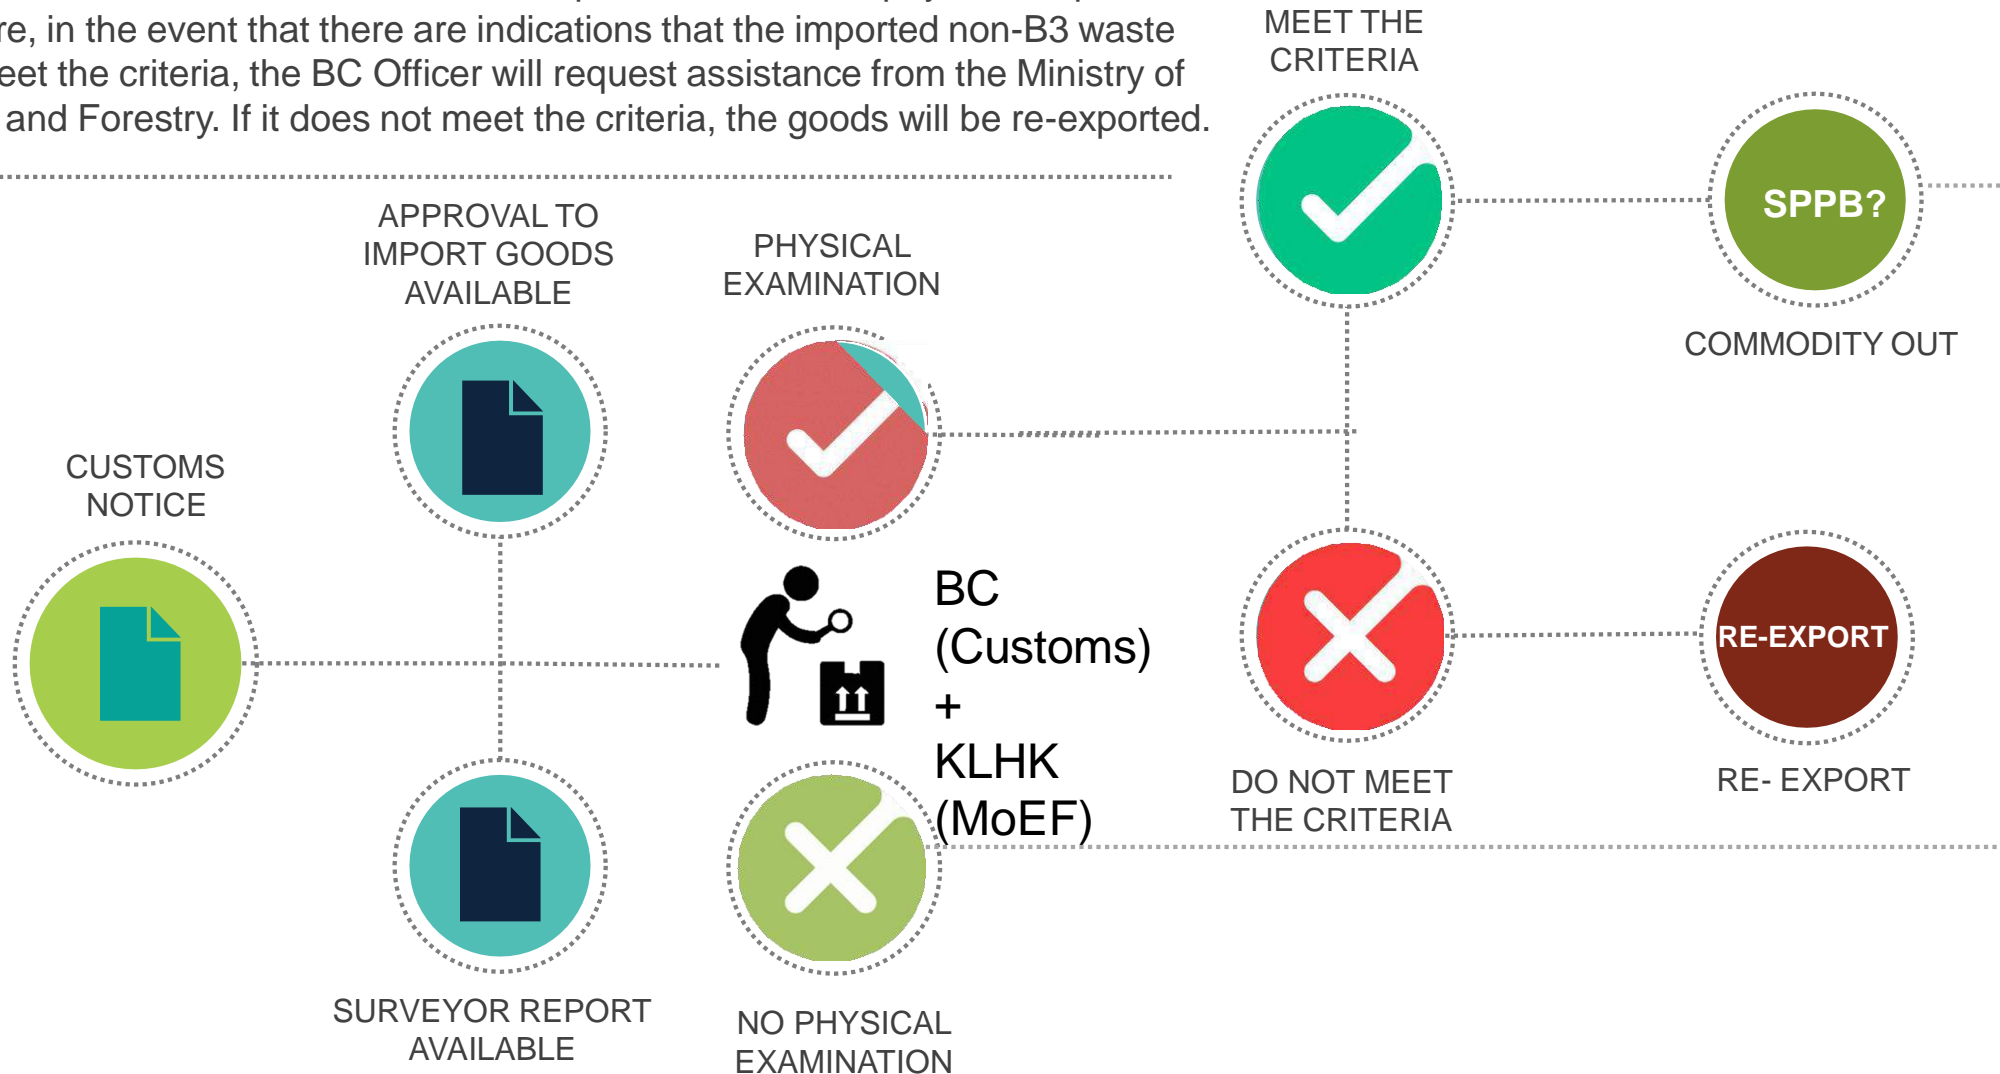 re, in the event that there are indications that the imported non-B3 waste
eet the criteria, the BC Officer will request assistance from the Ministry of
and Forestry. If it does not meet the criteria, the goods will be re-exported.
MEET THE
CRITERIA
SPPB?
COMMODITY OUT
APPROVAL TO
IMPORT GOODS
AVAILABLE
PHYSICAL
EXAMINATION
CUSTOMS
NOTICE
BC
(Customs)
+
KLHK
(MoEF)
RE-EXPORT
DO NOT MEET
THE CRITERIA
RE- EXPORT
SURVEYOR REPORT
AVAILABLE
NO PHYSICAL
EXAMINATION